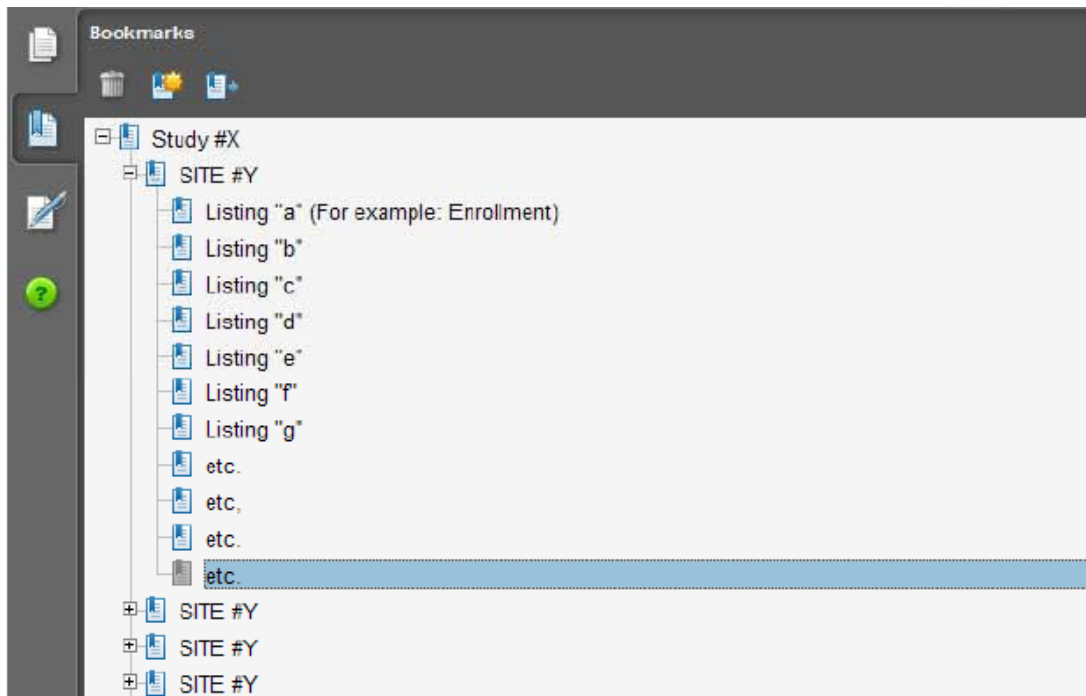 Bookmarks
Study #X
SITE #Y
Listing "a" (For example: Enrollment)
Listing "b"
Listing "c"
Listing "d"
Listing "e"
Listing "f"
Listing "g"
etc.
etc,
etc.
etc.
SITE #Y
SITE #Y
SITE #Y